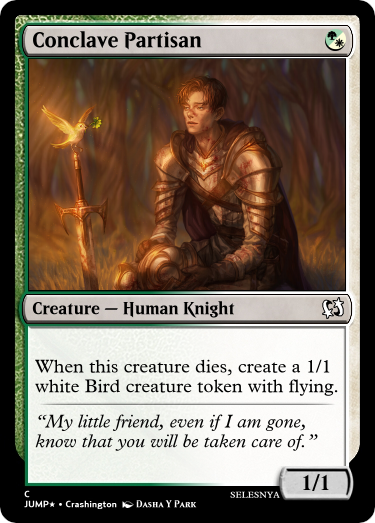 Conclave Partisan
Creature — Human Knight
When this creature dies, create a 1/1
white Bird creature token with flying.
“My little friend, even if I am gone,
know that you will be taken care of.”
1/1
C
JUMP★ • Crashington Dasha Y Park
SELESNYA